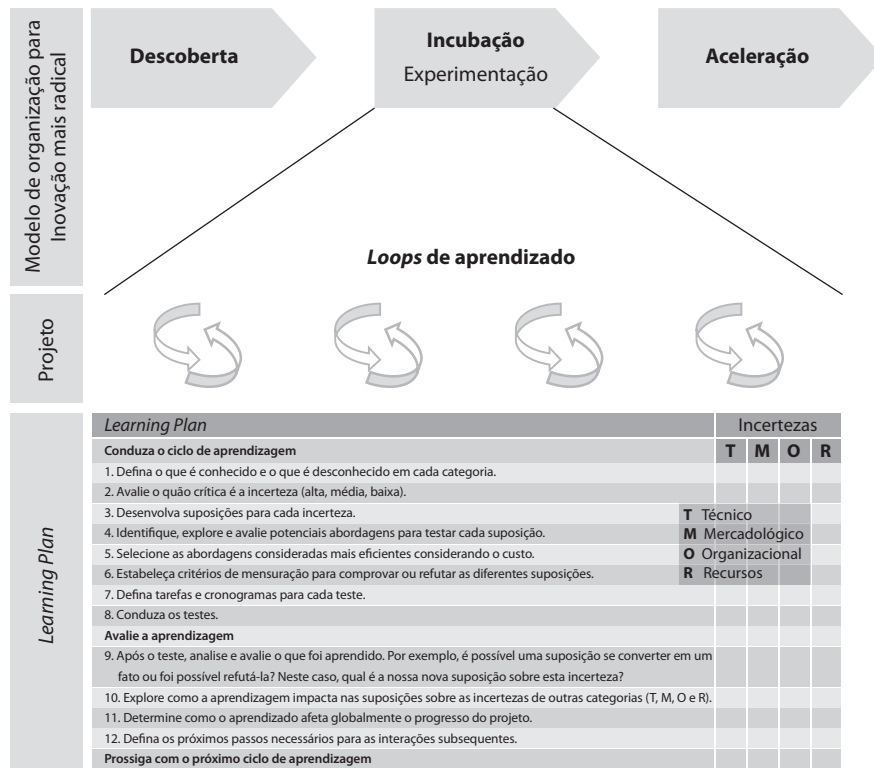 Modelo de organização para
Inovação mais radical
Descoberta
Incubação
Experimentação
Aceleração
Loops de aprendizado
Projeto
Learning Plan
Learning Plan
Incertezas
Conduza o ciclo de aprendizagem
T M O R
1. Defina o que é conhecido e o que é desconhecido em cada categoria.
2. Avalie o quão crítica é a incerteza (alta, média, baixa).
3. Desenvolva suposições para cada incerteza.
4. Identifique, explore e avalie potenciais abordagens para testar cada suposição.
5. Selecione as abordagens consideradas mais eficientes considerando o custo.
6. Estabeleça critérios de mensuração para comprovar ou refutar as diferentes suposições.
7. Defina tarefas e cronogramas para cada teste.
8. Conduza os testes.
T Técnico
M Mercadológico
O Organizacional
R Recursos
Avalie a aprendizagem
9. Após o teste, analise e avalie o que foi aprendido. Por exemplo, é possível uma suposição se converter em um
fato ou foi possível refutá-la? Neste caso, qual é a nossa nova suposição sobre esta incerteza?
10. Explore como a aprendizagem impacta nas suposições sobre as incertezas de outras categorias (T, M, O e R).
11. Determine como o aprendizado afeta globalmente o progresso do projeto.
12. Defina os próximos passos necessários para as interações subsequentes.
Prossiga com o próximo ciclo de aprendizagem